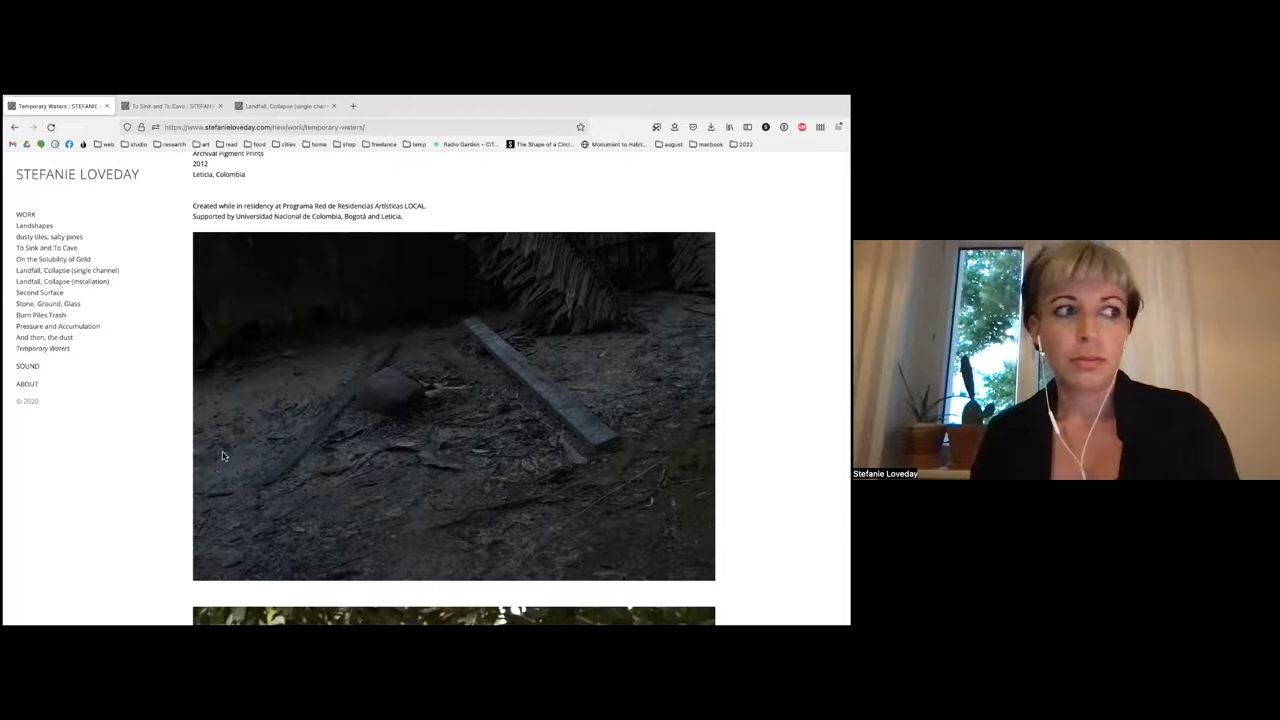 Temporary Waters : STEFANIE L
To Sink and To Cave : STEFANI
Landfall, Collapse (single chan
https://www.stefanieloveday.com/new/work/temporary-waters/
web studio research art read food cities home shop freelance temp Radio Garden – CIT... The Shape of a Circl... Monument to Habil... august macbook 2022
Archival Pigment Prints
2012
Leticia, Colombia
Created while in residency at Programa Red de Residencias Artísticas LOCAL.
Supported by Universidad Nacional de Colombia, Bogotá and Leticia.
STEFANIE LOVEDAY
WORK
Landshapes
dusty tiles, salty pines
To Sink and To Cave
On the Solubility of Gold
Landfall, Collapse (single channel)
Landfall, Collapse (installation)
Second Surface
Stone, Ground, Glass
Burn Piles Trash
Pressure and Accumulation
And then, the dust
Temporary Waters
SOUND
ABOUT
© 2020
Stefanie Loveday